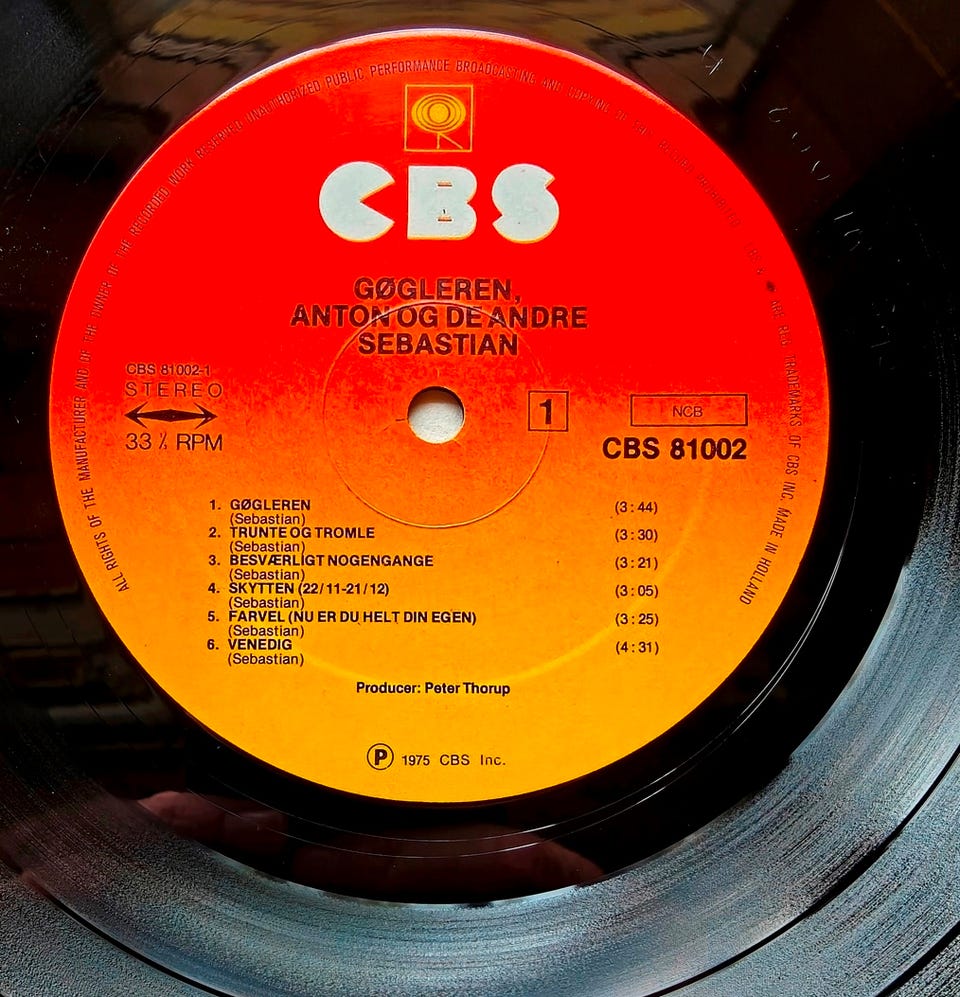 ALL RIGHTS OF THE MANUFACTURER AND OF THE OWNER OF THE RECORDED WORK RESERVED UNAUTHORIZED PUBLIC PERFORMANCE BROADCASTING AND COPYING OF THIS RECORD PROHIBITED CBS & ARE REG. TRADEMARKS OF CBS INC. MADE IN HOLLAND
CBS
GØGLEREN,
ANTON OG DE ANDRE
SEBASTIAN
CBS 81002-1
STEREO
33 ⅓ RPM
1
NCB
CBS 81002
1. GØGLEREN (3:44)
(Sebastian)
2. TRUNTE OG TROMLE (3:30)
(Sebastian)
3. BESVÆRLIGT NOGENGANGE (3:21)
(Sebastian)
4. SKYTTEN (22/11-21/12) (3:05)
(Sebastian)
5. FARVEL (NU ER DU HELT DIN EGEN) (3:25)
(Sebastian)
6. VENEDIG (4:31)
(Sebastian)
Producer: Peter Thorup
Ⓟ 1975 CBS Inc.